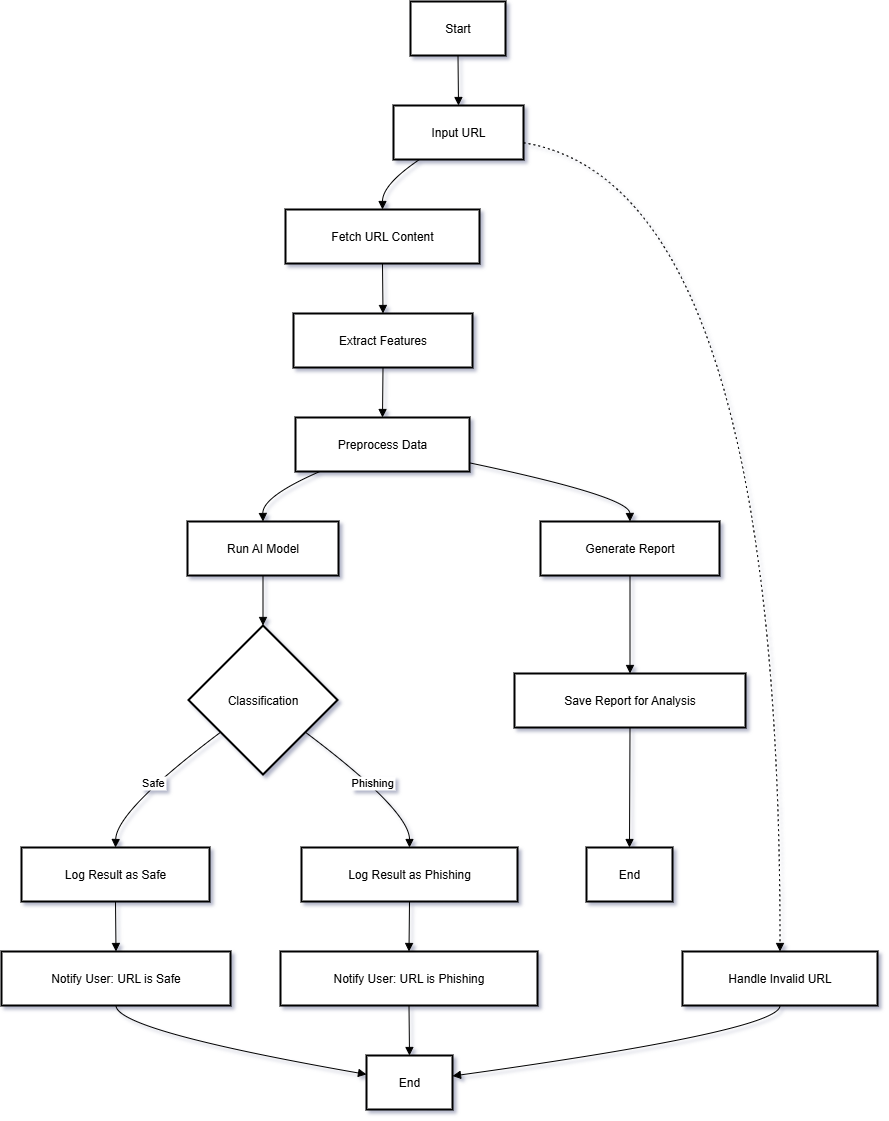 Start
Input URL
Fetch URL Content
Extract Features
Preprocess Data
Run AI Model
Generate Report
Classification
Save Report for Analysis
Safe
Phishing
Log Result as Safe
Log Result as Phishing
End
Notify User: URL is Safe
Notify User: URL is Phishing
Handle Invalid URL
End